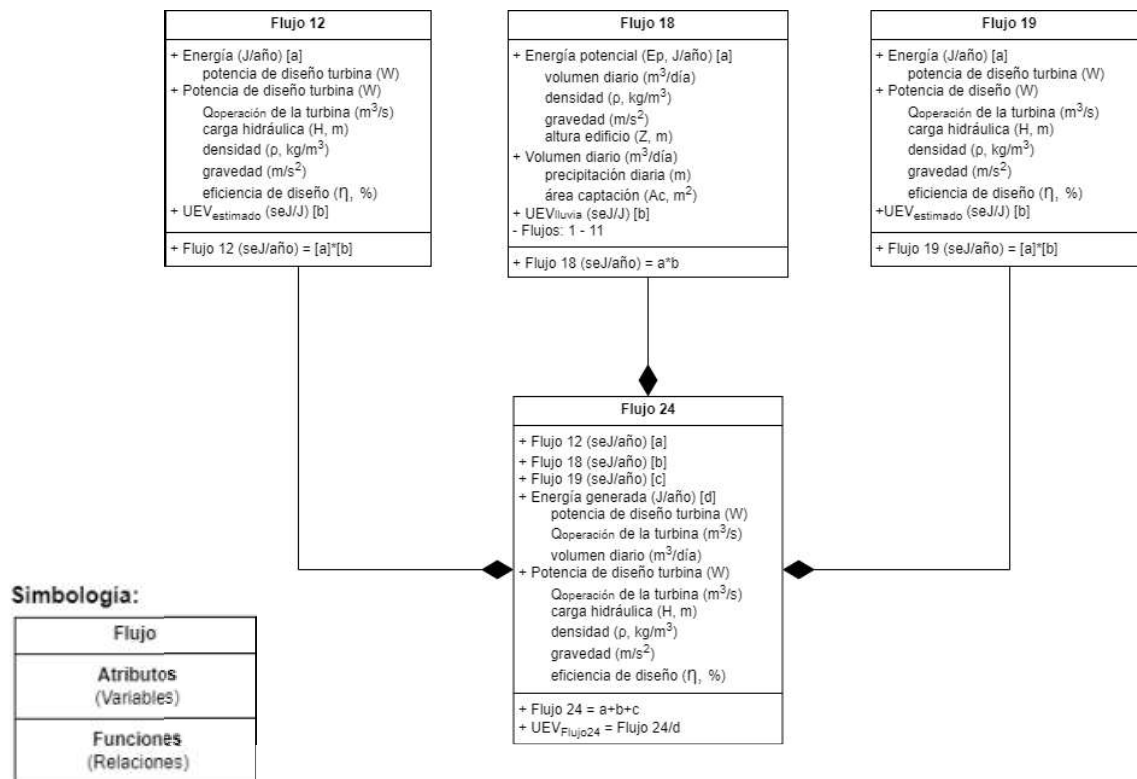 Flujo 12
+ Energía (J/año) [a]
potencia de diseño turbina (W)
+ Potencia de diseño turbina (W)
Qoperación de la turbina (m³/s)
carga hidráulica (H, m)
densidad (ρ, kg/m³)
gravedad (m/s²)
eficiencia de diseño (η, %)
+ UEVestimado (seJ/J) [b]
+ Flujo 12 (seJ/año) = [a]*[b]
Flujo 18
+ Energía potencial (Ep, J/año) [a]
volumen diario (m³/día)
densidad (ρ, kg/m³)
gravedad (m/s²)
altura edificio (Z, m)
+ Volumen diario (m³/día)
precipitación diaria (m)
área captación (Ac, m²)
+ UEVlluvia (seJ/J) [b]
- Flujos: 1 - 11
+ Flujo 18 (seJ/año) = a*b
Flujo 19
+ Energía (J/año) [a]
potencia de diseño turbina (W)
+ Potencia de diseño (W)
Qoperación de la turbina (m³/s)
carga hidráulica (H, m)
densidad (ρ, kg/m³)
gravedad (m/s²)
eficiencia de diseño (η, %)
+UEVestimado (seJ/J) [b]
+ Flujo 19 (seJ/año) = [a]*[b]
Flujo 24
+ Flujo 12 (seJ/año) [a]
+ Flujo 18 (seJ/año) [b]
+ Flujo 19 (seJ/año) [c]
+ Energía generada (J/año) [d]
potencia de diseño turbina (W)
Qoperación de la turbina (m³/s)
volumen diario (m³/día)
+ Potencia de diseño turbina (W)
Qoperación de la turbina (m³/s)
carga hidráulica (H, m)
densidad (ρ, kg/m³)
gravedad (m/s²)
eficiencia de diseño (η, %)
+ Flujo 24 = a+b+c
+ UEVFlujo24 = Flujo 24/d
Simbología:
Flujo
Atributos
(Variables)
Funciones
(Relaciones)